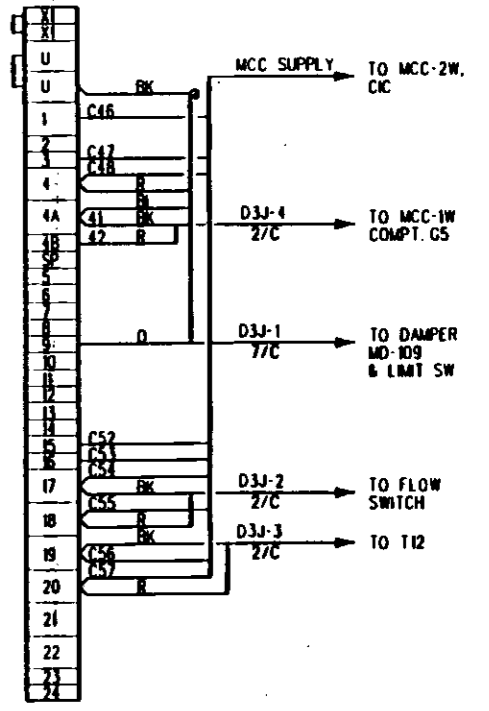 X1
X1
U
U
BK
MCC SUPPLY
TO MCC-2W,
CIC
1
C46
2
3
C47
C48
4
R
BL
4A
41
BK
D3J-4
2/C
TO MCC-1W
COMPT. G5
4B
42
R
SP
5
6
7
8
9
O
D3J-1
7/C
TO DAMPER
MD-109
& LIMIT SW
10
11
12
13
14
15
C52
16
C53
C54
17
BK
D3J-2
2/C
TO FLOW
SWITCH
C55
18
R
BK
D3J-3
2/C
TO T12
19
C56
C57
20
R
21
22
23
24